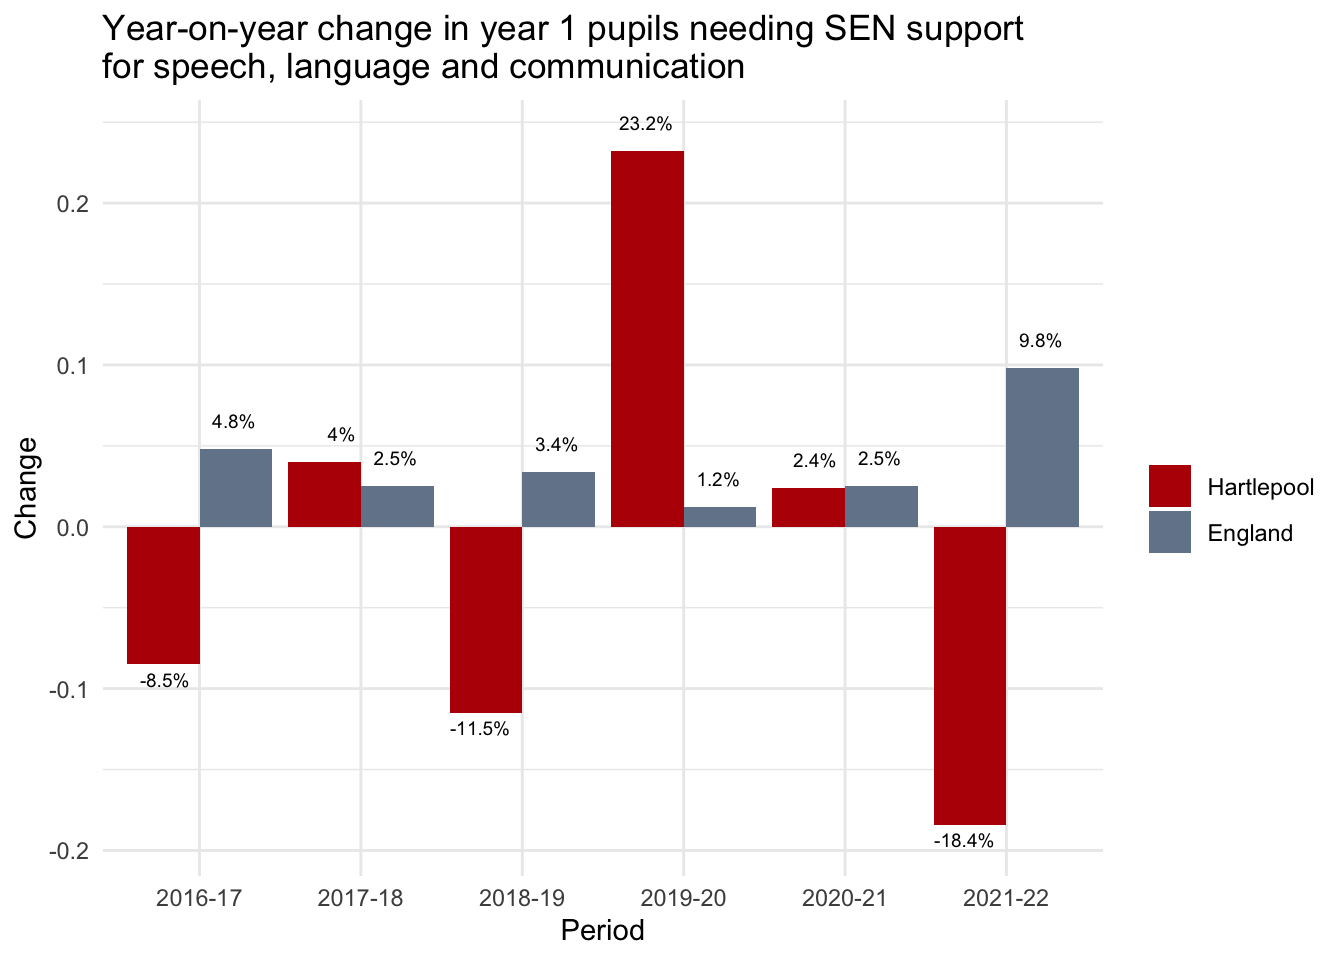 Year-on-year change in year 1 pupils needing SEN support
for speech, language and communication
23.2%
0.2
9.8%
0.1
4.8%
4%
2.5%
3.4%
1.2%
2.4%
2.5%
Change
Hartlepool
England
0.0
-8.5%
-0.1
-11.5%
-18.4%
-0.2
2016-17 2017-18 2018-19 2019-20 2020-21 2021-22
Period